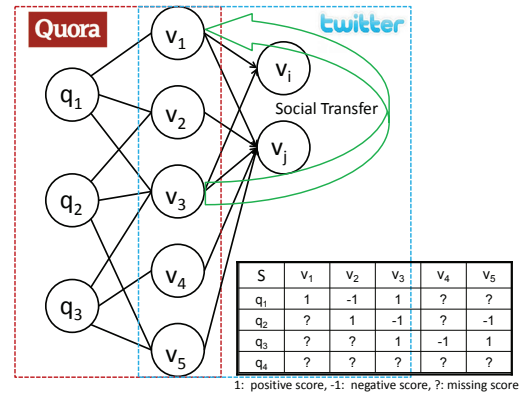 Quora
twitter
v1
v2
v3
v4
v5
q1
q2
q3
vi
vj
Social Transfer
S v1 v2 v3 v4 v5
q1 1 -1 1 ? ?
q2 ? 1 -1 ? -1
q3 ? ? 1 -1 1
q4 ? ? ? ? ?
1: positive score, -1: negative score, ?: missing score